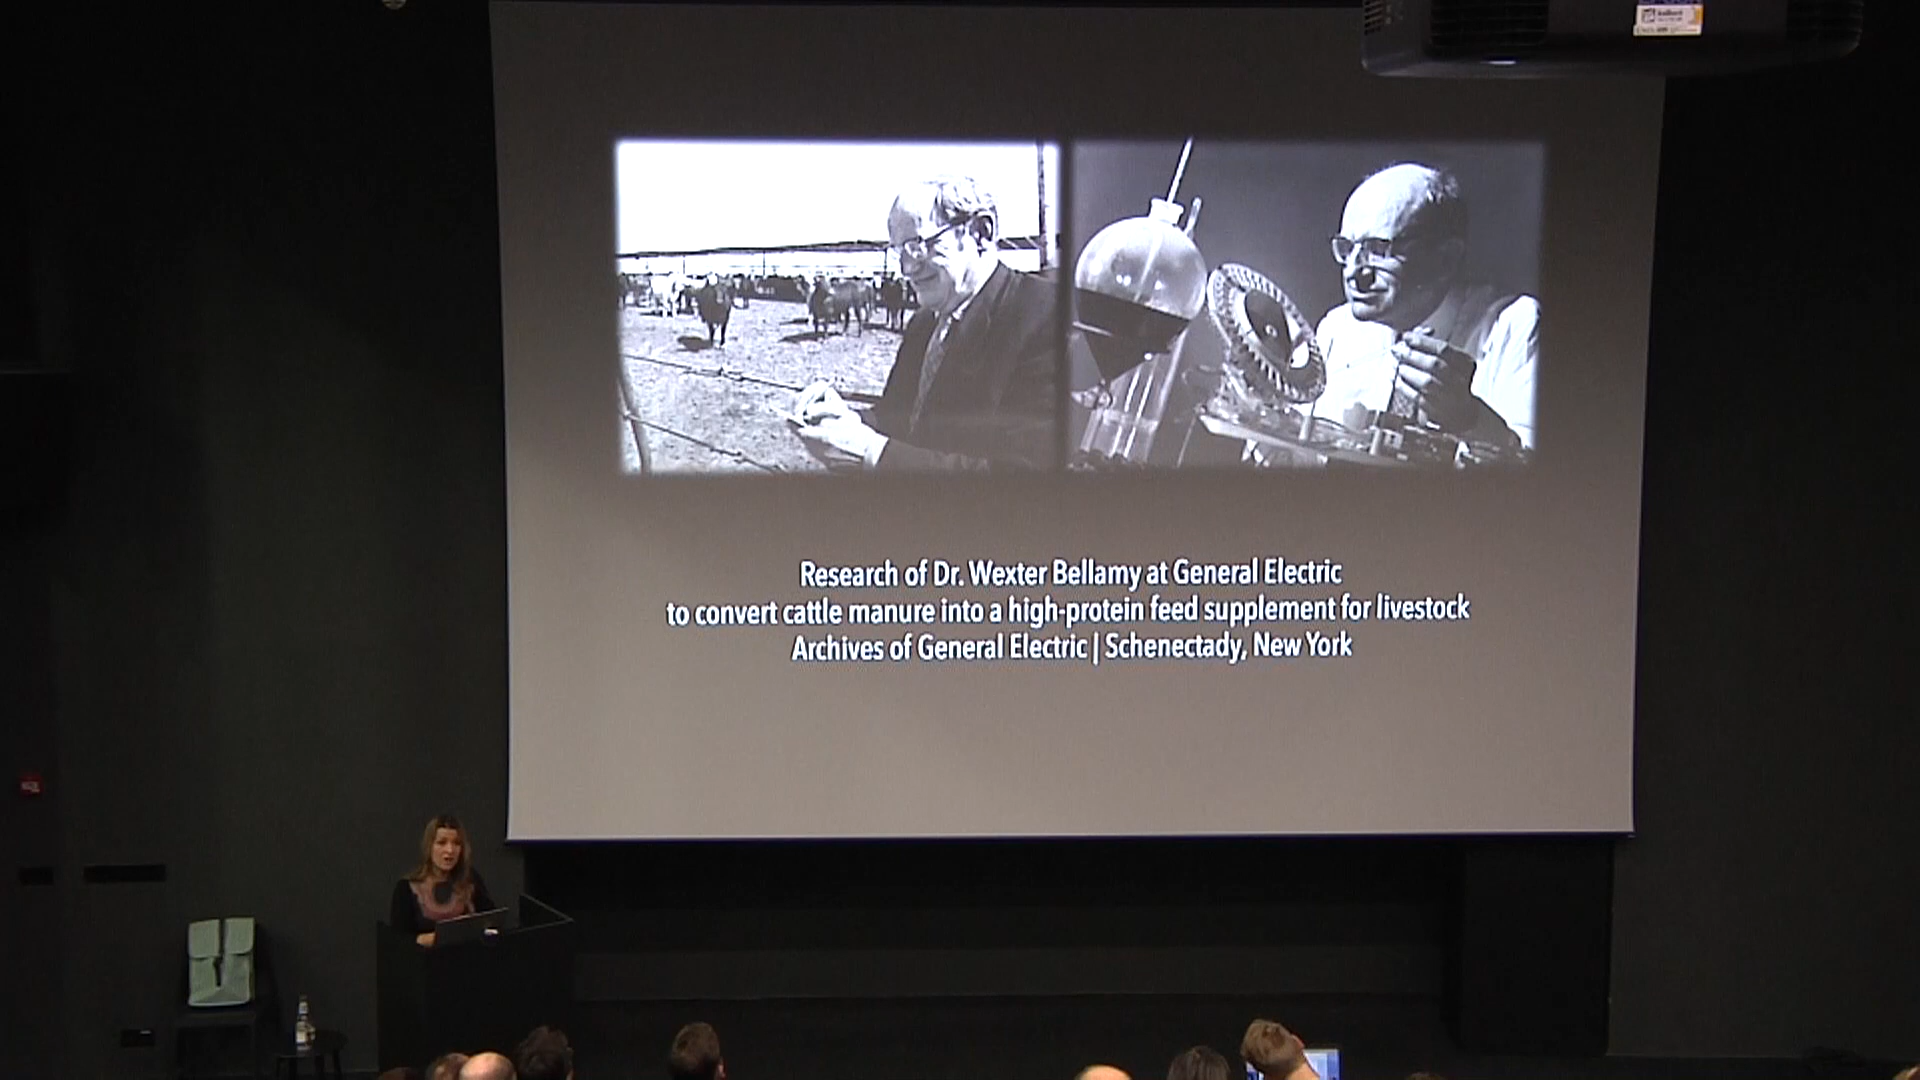 Research of Dr. Wexter Bellamy at General Electric
to convert cattle manure into a high-protein feed supplement for livestock
Archives of General Electric | Schenectady, New York